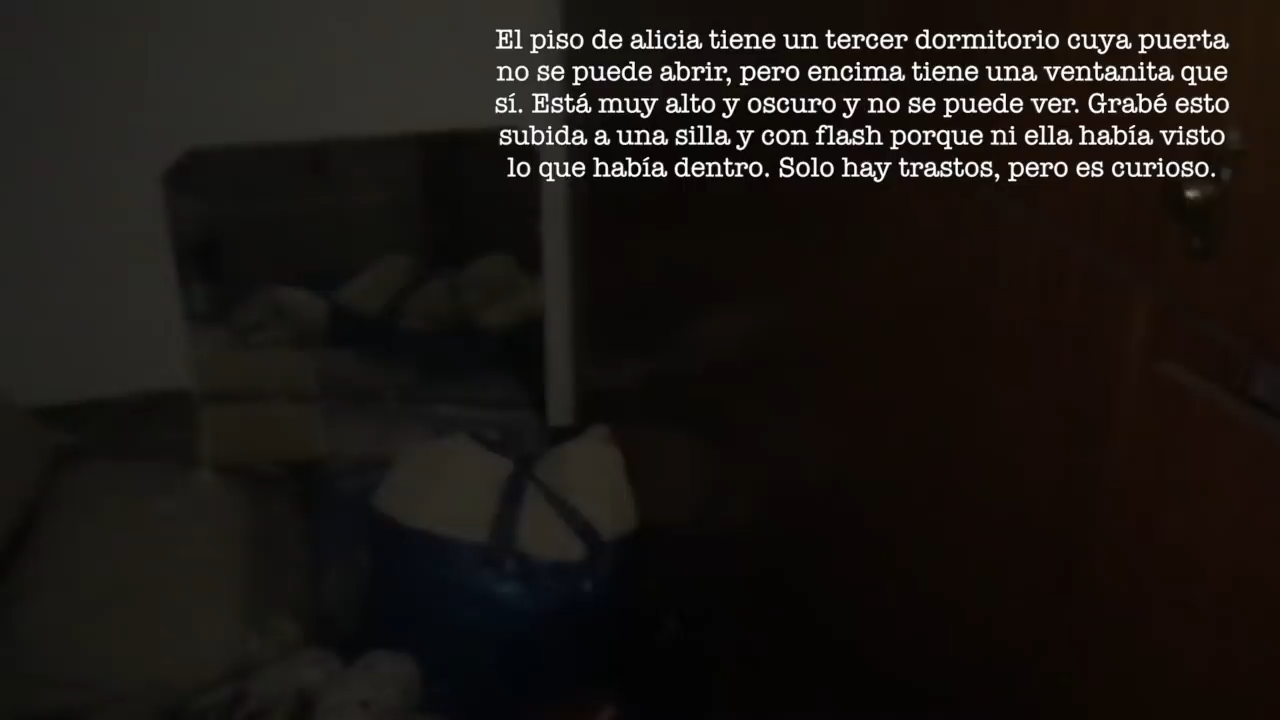 El piso de alicia tiene un tercer dormitorio cuya puerta
no se puede abrir, pero encima tiene una ventanita que
sí. Está muy alto y oscuro y no se puede ver. Grabé esto
subida a una silla y con flash porque ni ella había visto
lo que había dentro. Solo hay trastos, pero es curioso.